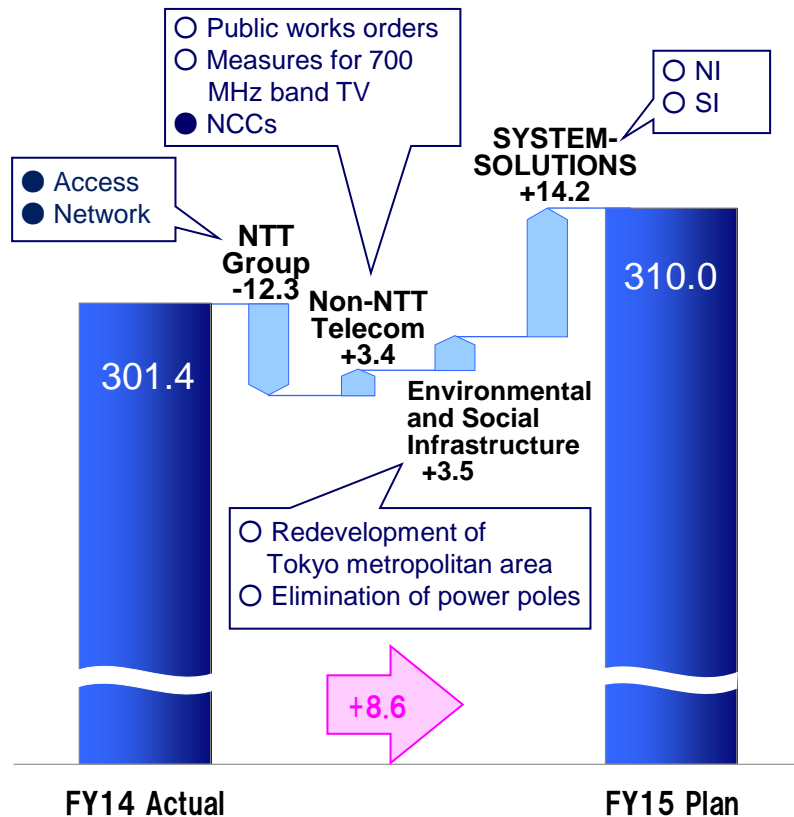 ○ Public works orders
○ Measures for 700
MHz band TV
● NCCs
○ NI
○ SI
SYSTEM-
SOLUTIONS
+14.2
● Access
● Network
NTT
Group
-12.3
Non-NTT
Telecom
+3.4
310.0
301.4
Environmental
and Social
Infrastructure
+3.5
○ Redevelopment of
Tokyo metropolitan area
○ Elimination of power poles
+8.6
FY14 Actual
FY15 Plan